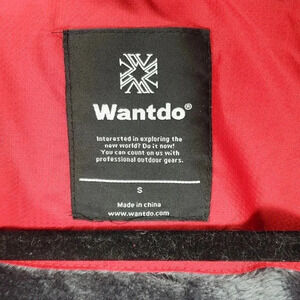 Wantdo®
Interested in exploring the
new world? Do it now!
You can count on us with
professional outdoor gears.
S
Made in china
www.wantdo.com